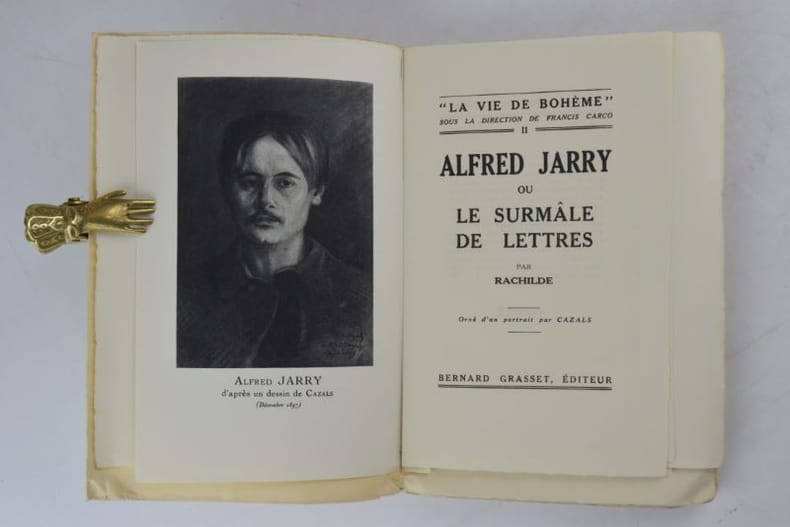 ALFRED JARRY
d'après un dessin de CAZALS
(Décembre 1897)
"LA VIE DE BOHÈME"
SOUS LA DIRECTION DE FRANCIS CARCO
II
ALFRED JARRY
OU
LE SURMÂLE
DE LETTRES
PAR
RACHILDE
Orné d'un portrait par CAZALS
BERNARD GRASSET, ÉDITEUR